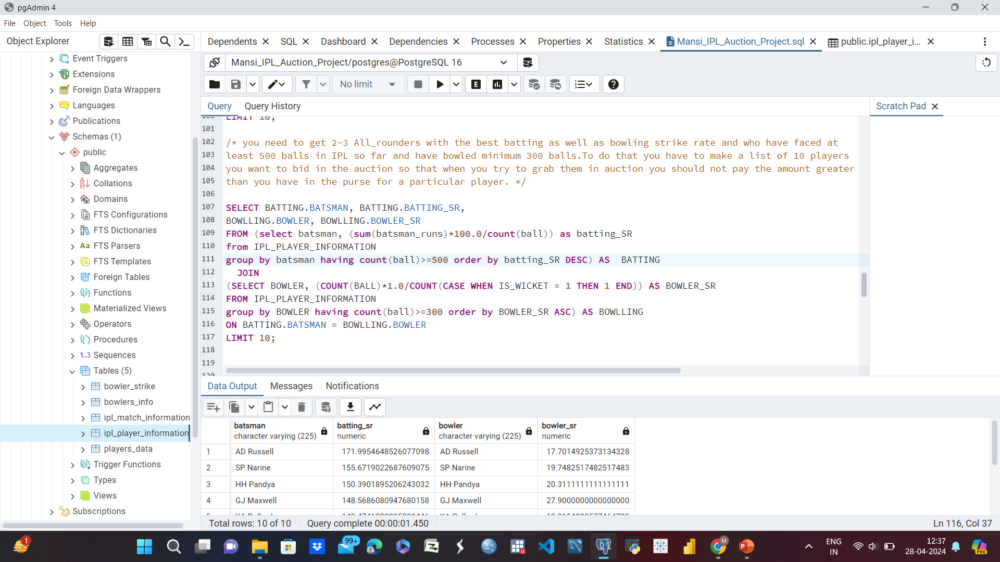 pgAdmin 4
File Object Tools Help
Object Explorer
Dependents SQL Dashboard Dependencies Processes Properties Statistics Mansi_IPL_Auction_Project.sql public.ipl_player_i...
Event Triggers
Extensions
Foreign Data Wrappers
Languages
Publications
Schemas (1)
public
Aggregates
Collations
Domains
FTS Configurations
FTS Dictionaries
FTS Parsers
FTS Templates
Foreign Tables
Functions
Materialized Views
Operators
Procedures
1..3 Sequences
Tables (5)
bowler_strike
bowlers_info
ipl_match_information
ipl_player_information
players_data
Trigger Functions
Types
Views
Subscriptions
Mansi_IPL_Auction_Project/postgres@PostgreSQL 16
No limit
Query Query History
Scratch Pad
100 LIMIT 10;
101
102 /* you need to get 2-3 All_rounders with the best batting as well as bowling strike rate and who have faced at
103 least 500 balls in IPL so far and have bowled minimum 300 balls.To do that you have to make a list of 10 players
104 you want to bid in the auction so that when you try to grab them in auction you should not pay the amount greater
105 than you have in the purse for a particular player. */
106
107 SELECT BATTING.BATSMAN, BATTING.BATTING_SR,
108 BOWLLING.BOWLER, BOWLLING.BOWLER_SR
109 FROM (select batsman, (sum(batsman_runs)*100.0/count(ball)) as batting_SR
110 from IPL_PLAYER_INFORMATION
111 group by batsman having count(ball)>=500 order by batting_SR DESC) AS  BATTING
112 JOIN
113 (SELECT BOWLER, (COUNT(BALL)*1.0/COUNT(CASE WHEN IS_WICKET = 1 THEN 1 END)) AS BOWLER_SR
114 FROM IPL_PLAYER_INFORMATION
115 group by BOWLER having count(ball)>=300 order by BOWLER_SR ASC) AS BOWLLING
116 ON BATTING.BATSMAN = BOWLLING.BOWLER
117 LIMIT 10;
118
119
120
Data Output Messages Notifications
batsman character varying (225) batting_sr numeric bowler character varying (225) bowler_sr numeric
1 AD Russell 171.9954648526077098 AD Russell 17.7014925373134328
2 SP Narine 155.6719022687609075 SP Narine 19.7482517482517483
3 HH Pandya 150.3901895206243032 HH Pandya 20.3111111111111111
4 GJ Maxwell 148.5686080947680158 GJ Maxwell 27.9000000000000000
Total rows: 10 of 10 Query complete 00:00:01.450 Ln 116, Col 37
1
99+
15
M
ENG
IN
12:37
28-04-2024
PRE